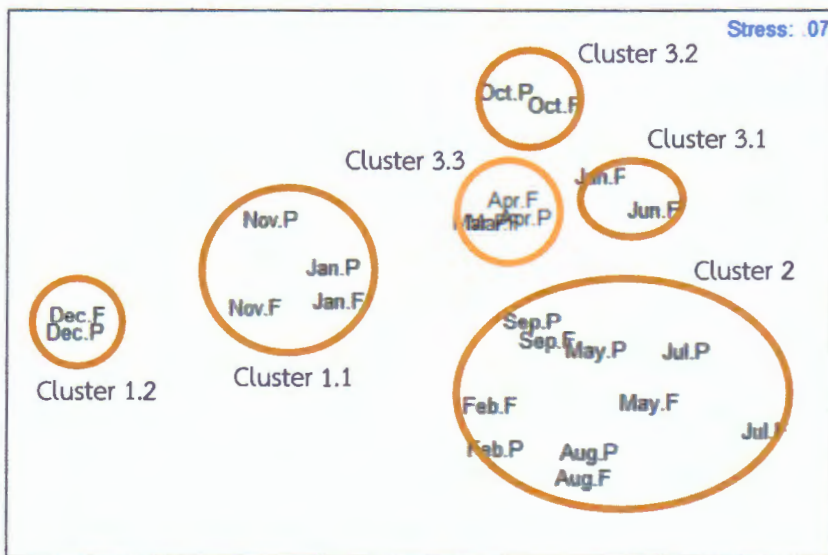 Stress: .07
Cluster 3.2
Oct.P
Oct.F
Cluster 3.1
Cluster 3.3
Jun.F
Apr.F
Apr.P
Nov.P
Jan.P
Nov.F
Jan.F
Cluster 2
Dec.F
Dec.P
Sep.P
Sep.F
May.P
Jul.P
Cluster 1.2
Cluster 1.1
Feb.F
May.F
Jul.F
Feb.P
Aug.P
Aug.F